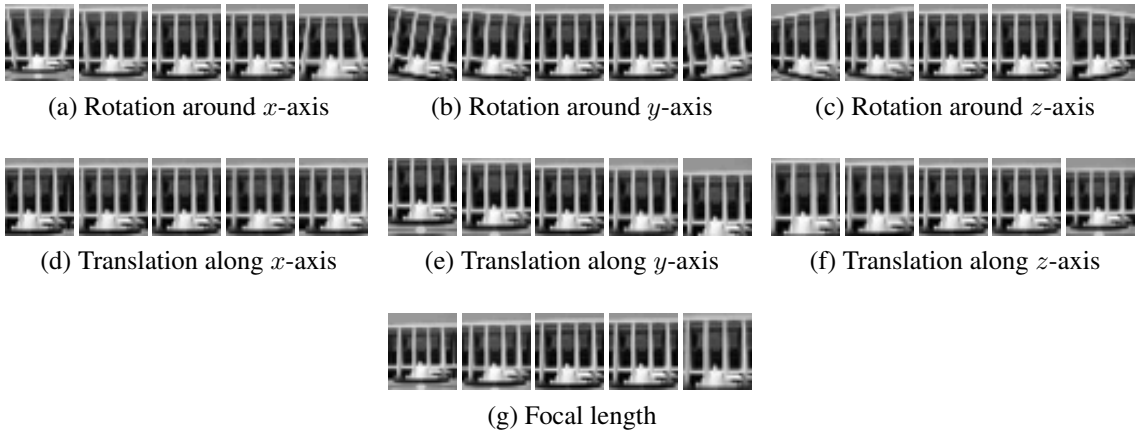 (a) Rotation around x-axis
(b) Rotation around y-axis
(c) Rotation around z-axis
(d) Translation along x-axis
(e) Translation along y-axis
(f) Translation along z-axis
(g) Focal length